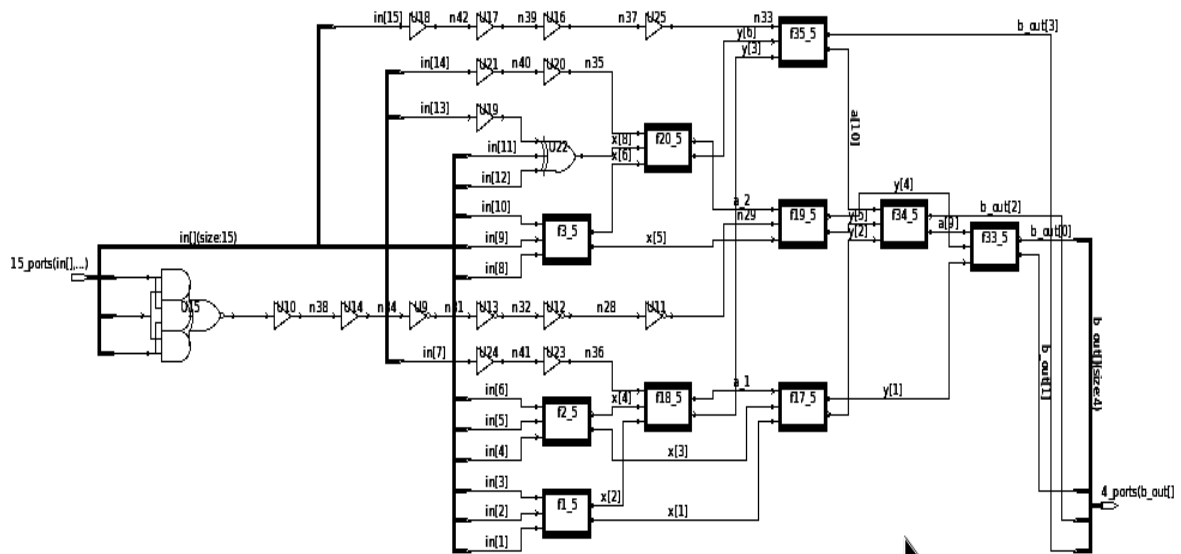 in[15] U18 n42 U17 n39 U16 n37 U25 n33
f35_5
b_out[3]
y[6]
y[3]
in[14] U21 n40 U20 n35
a[10]
in[13] U19
x[8]
f20_5
in[11] U22
x[6]
in[12]
y[4]
a_2
f19_5
f34_5
b_out[2]
in[10]
n29
y[5]
a[9]
f33_5
b_out[0]
f3_5
y[2]
in[](size:15)
in[9]
x[5]
in[8]
15_ports(in[],...)
U15
U10 n38 U14 n34 U9 n31 U13 n32 U12 n28 U11
b_out[](size:4)
b_out[1]
in[7] U24 n41 U23 n36
a_1
in[6]
x[4]
f18_5
f17_5
y[1]
f2_5
in[5]
in[4]
x[3]
in[3]
x[2]
f1_5
in[2]
x[1]
in[1]
4_ports(b_out[]